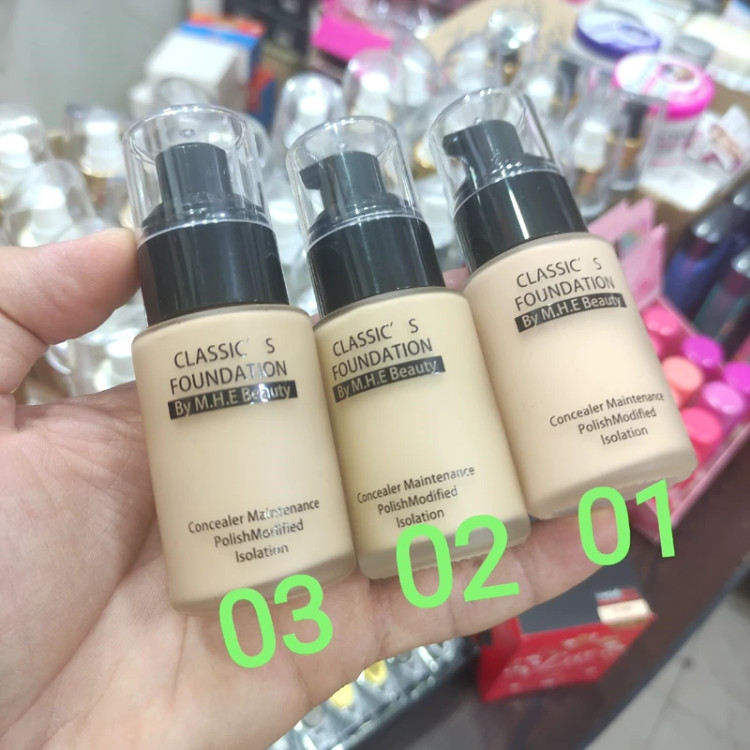 CLASSIC' S
FOUNDATION
By M.H.E Beauty
Concealer Maintenance
PolishModified
Isolation
03
CLASSIC' S
FOUNDATION
By M.H.E Beauty
Concealer Maintenance
PolishModified
Isolation
02
CLASSIC' S
FOUNDATION
By M.H.E Beauty
Concealer Maintenance
PolishModified
Isolation
01